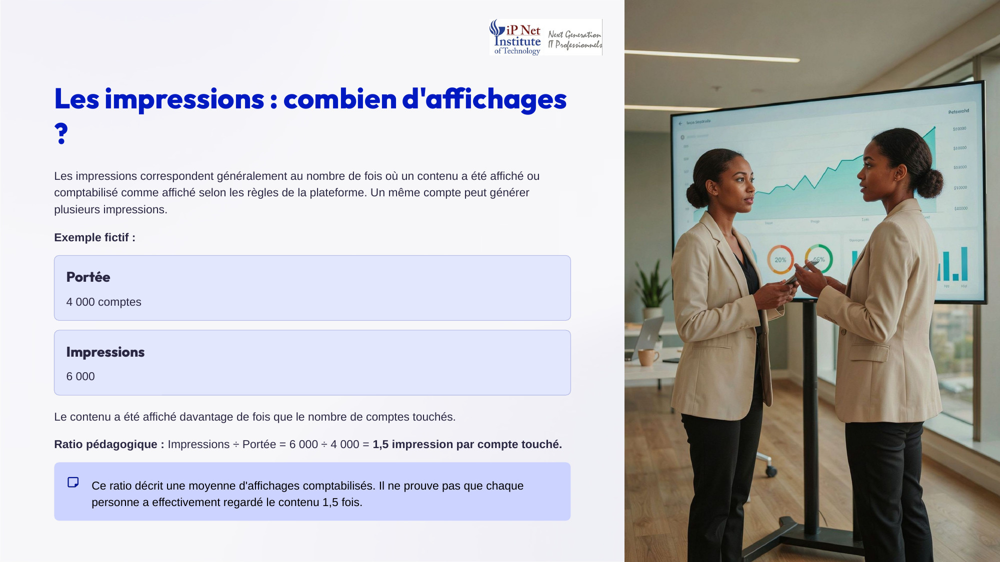 iP Net
Institute
of Technology
Next Generation
IT Professionnels
Les impressions : combien d'affichages
?
Les impressions correspondent généralement au nombre de fois où un contenu a été affiché ou
comptabilisé comme affiché selon les règles de la plateforme. Un même compte peut générer
plusieurs impressions.
Exemple fictif :
Portée
4 000 comptes
Impressions
6 000
Le contenu a été affiché davantage de fois que le nombre de comptes touchés.
Ratio pédagogique : Impressions ÷ Portée = 6 000 ÷ 4 000 = 1,5 impression par compte touché.
Ce ratio décrit une moyenne d'affichages comptabilisés. Il ne prouve pas que chaque
personne a effectivement regardé le contenu 1,5 fois.
$10000
$40000
20%
46%